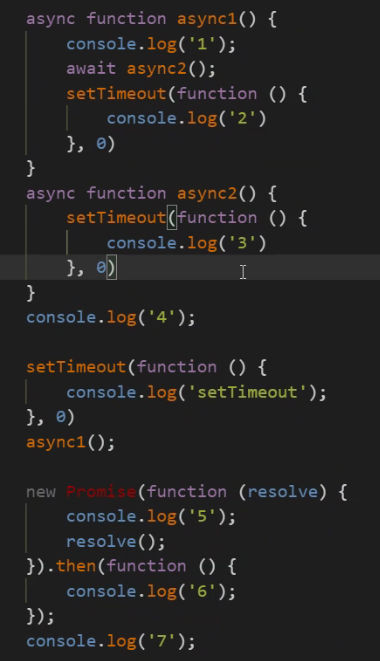 async function async1() {
    console.log('1');
    await async2();
    setTimeout(function () {
        console.log('2')
    }, 0)
}
async function async2() {
    setTimeout(function () {
        console.log('3')
    }, 0)
}
console.log('4');

setTimeout(function () {
    console.log('setTimeout');
}, 0)
async1();

new Promise(function (resolve) {
    console.log('5');
    resolve();
}).then(function () {
    console.log('6');
});
console.log('7');